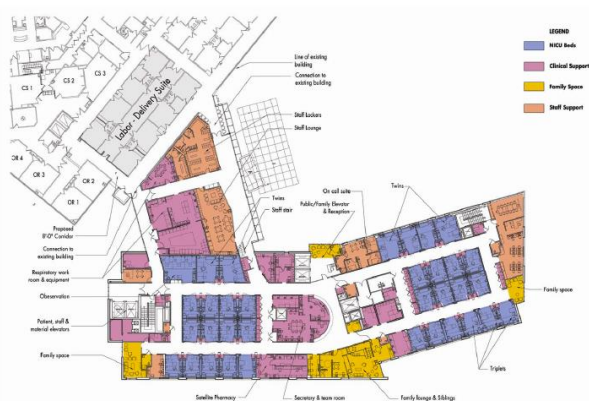 LEGEND
NICU Beds
Clinical Support
Family Space
Staff Support
Line of existing
building
Connection to
existing building
Staff Lockers
Staff Lounge
CS 1
CS 2
CS 3
Labor - Delivery Suite
OR 4
OR 3
OR 2
OR 1
Twins
Staff stair
On call suite
Public/Family Elevator
& Reception
Twins
Proposed
8'-0" Corridor
Connection to
existing building
Respiratory work
room & equipment
Observation
Patient, staff &
material elevators
Family space
Family space
Triplets
Satellite Pharmacy
Secretary & team room
Family lounge & Siblings